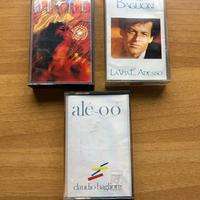 BAGLIONI
LA VITA È ADESSO
alé-oo
claudio baglioni